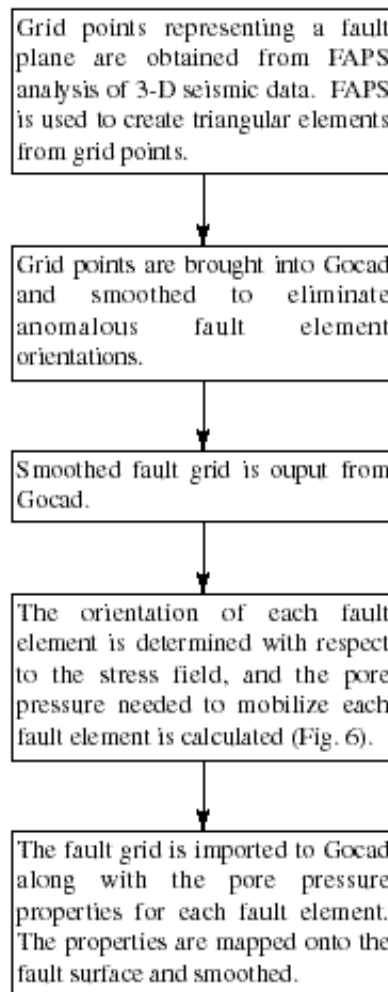 Grid points representing a fault
plane are obtained from FAPS
analysis of 3-D seismic data. FAPS
is used to create triangular elements
from grid points.
Grid points are brought into Gocad
and smoothed to eliminate
anomalous fault element
orientations.
Smoothed fault grid is ouput from
Gocad.
The orientation of each fault
element is determined with respect
to the stress field, and the pore
pressure needed to mobilize each
fault element is calculated (Fig. 6).
The fault grid is imported to Gocad
along with the pore pressure
properties for each fault element.
The properties are mapped onto the
fault surface and smoothed.